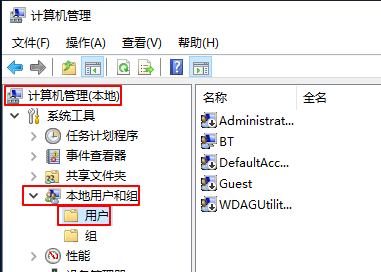 计算机管理
文件(F) 操作(A) 查看(V) 帮助(H)
计算机管理(本地)
系统工具
任务计划程序
事件查看器
共享文件夹
本地用户和组
用户
组
性能
名称 全名
Administrat...
BT
DefaultAcc...
Guest
WDAGUtilit...